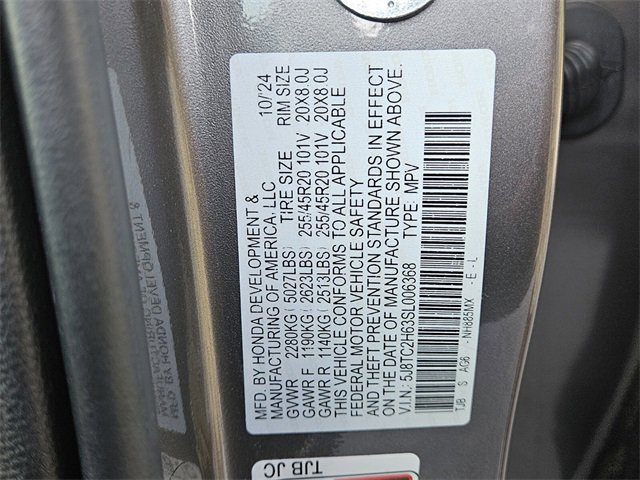 MFD. BY HONDA DEVELOPMENT & 10/'24
MANUFACTURING OF AMERICA, LLC
TIRE SIZE RIM SIZE
GVWR 2280KG(5027LBS)
GAWR F 1190KG(2623LBS) 255/45R20 101V 20X8.0J
GAWR R 1140KG(2513LBS) 255/45R20 101V 20X8.0J
THIS VEHICLE CONFORMS TO ALL APPLICABLE
FEDERAL MOTOR VEHICLE SAFETY
AND THEFT PREVENTION STANDARDS IN EFFECT
ON THE DATE OF MANUFACTURE SHOWN ABOVE.
V.I.N.: 5J8TC2H63SL006368 TYPE: MPV
TJB S AG6 NH885MX - E - L
TJB JC